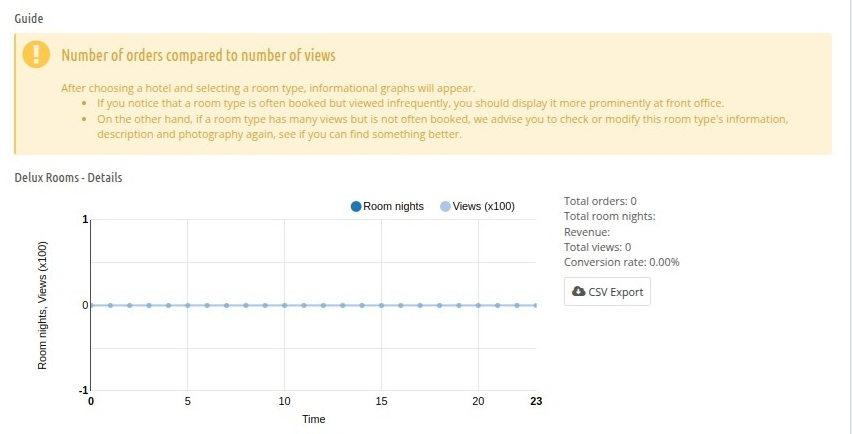 Guide
Number of orders compared to number of views
After choosing a hotel and selecting a room type, informational graphs will appear.
If you notice that a room type is often booked but viewed infrequently, you should display it more prominently at front office.
On the other hand, if a room type has many views but is not often booked, we advise you to check or modify this room type's information,
description and photography again, see if you can find something better.
Delux Rooms - Details
Room nights Views (x100)
1
0
-1
Room nights, Views (x100)
0 5 10 15 20 23
Time
Total orders: 0
Total room nights:
Revenue:
Total views: 0
Conversion rate: 0.00%
CSV Export